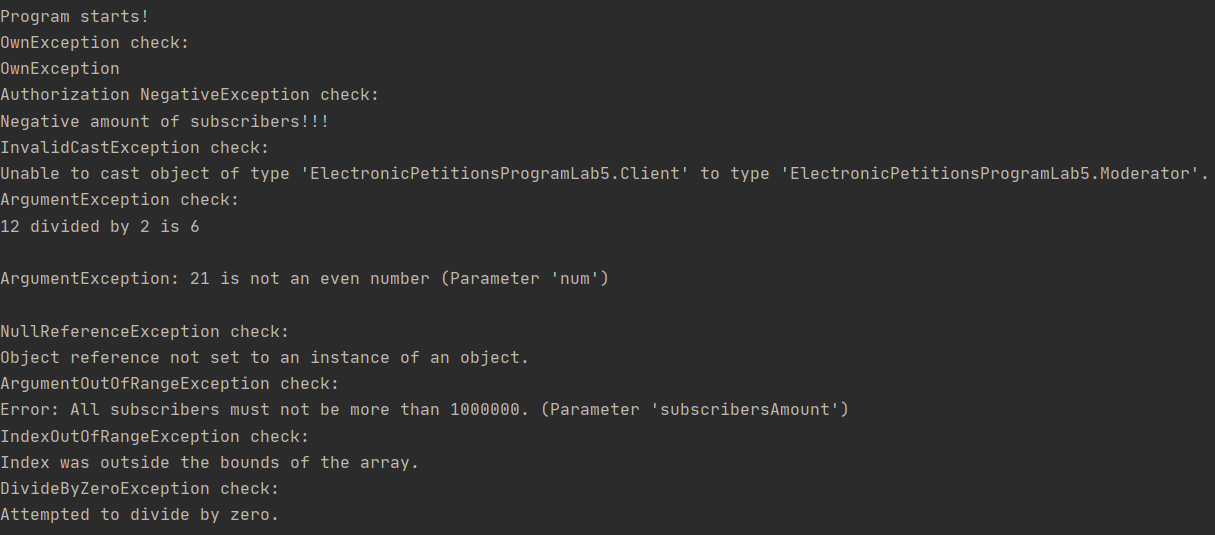 Program starts!
OwnException check:
OwnException
Authorization NegativeException check:
Negative amount of subscribers!!!
InvalidCastException check:
Unable to cast object of type 'ElectronicPetitionsProgramLab5.Client' to type 'ElectronicPetitionsProgramLab5.Moderator'.
ArgumentException check:
12 divided by 2 is 6
ArgumentException: 21 is not an even number (Parameter 'num')
NullReferenceException check:
Object reference not set to an instance of an object.
ArgumentOutOfRangeException check:
Error: All subscribers must not be more than 1000000. (Parameter 'subscribersAmount')
IndexOutOfRangeException check:
Index was outside the bounds of the array.
DivideByZeroException check:
Attempted to divide by zero.